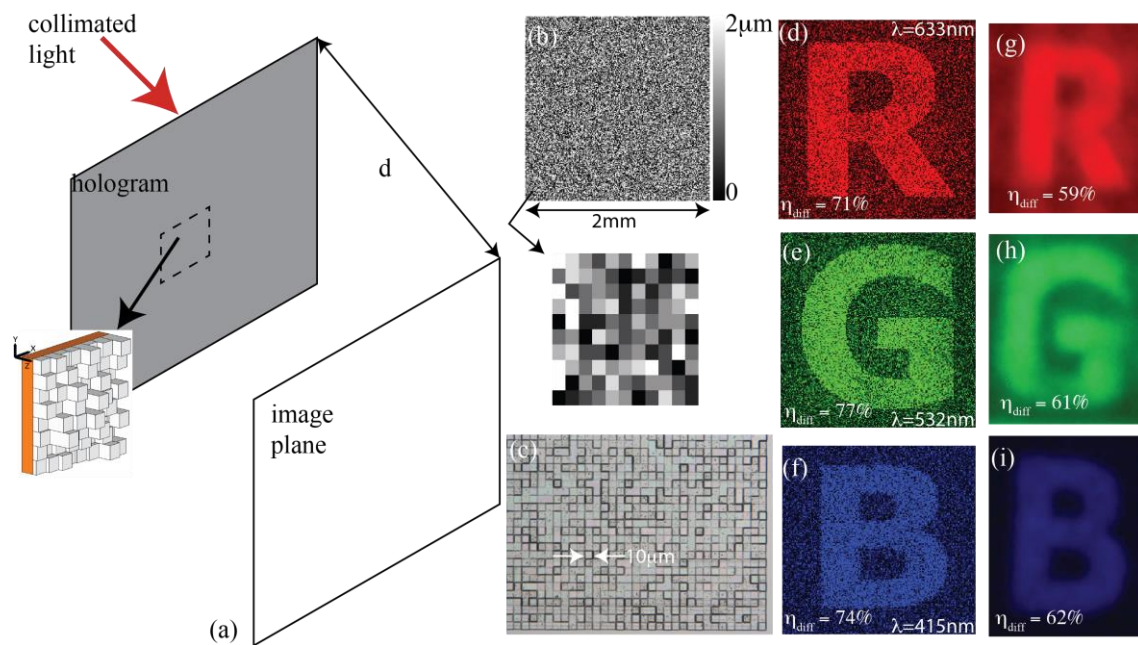 collimated
light
d
hologram
Y
X
Z
image
plane
(a)
(b)
2μm
0
2mm
(c)
10μm
(d)
λ=633nm
R
η_diff = 71%
(e)
G
η_diff = 77%
λ=532nm
(f)
B
η_diff = 74%
λ=415nm
(g)
R
η_diff = 59%
(h)
G
η_diff = 61%
(i)
B
η_diff = 62%